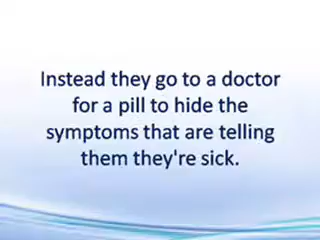 Instead they go to a doctor
for a pill to hide the
symptoms that are telling
them they're sick.